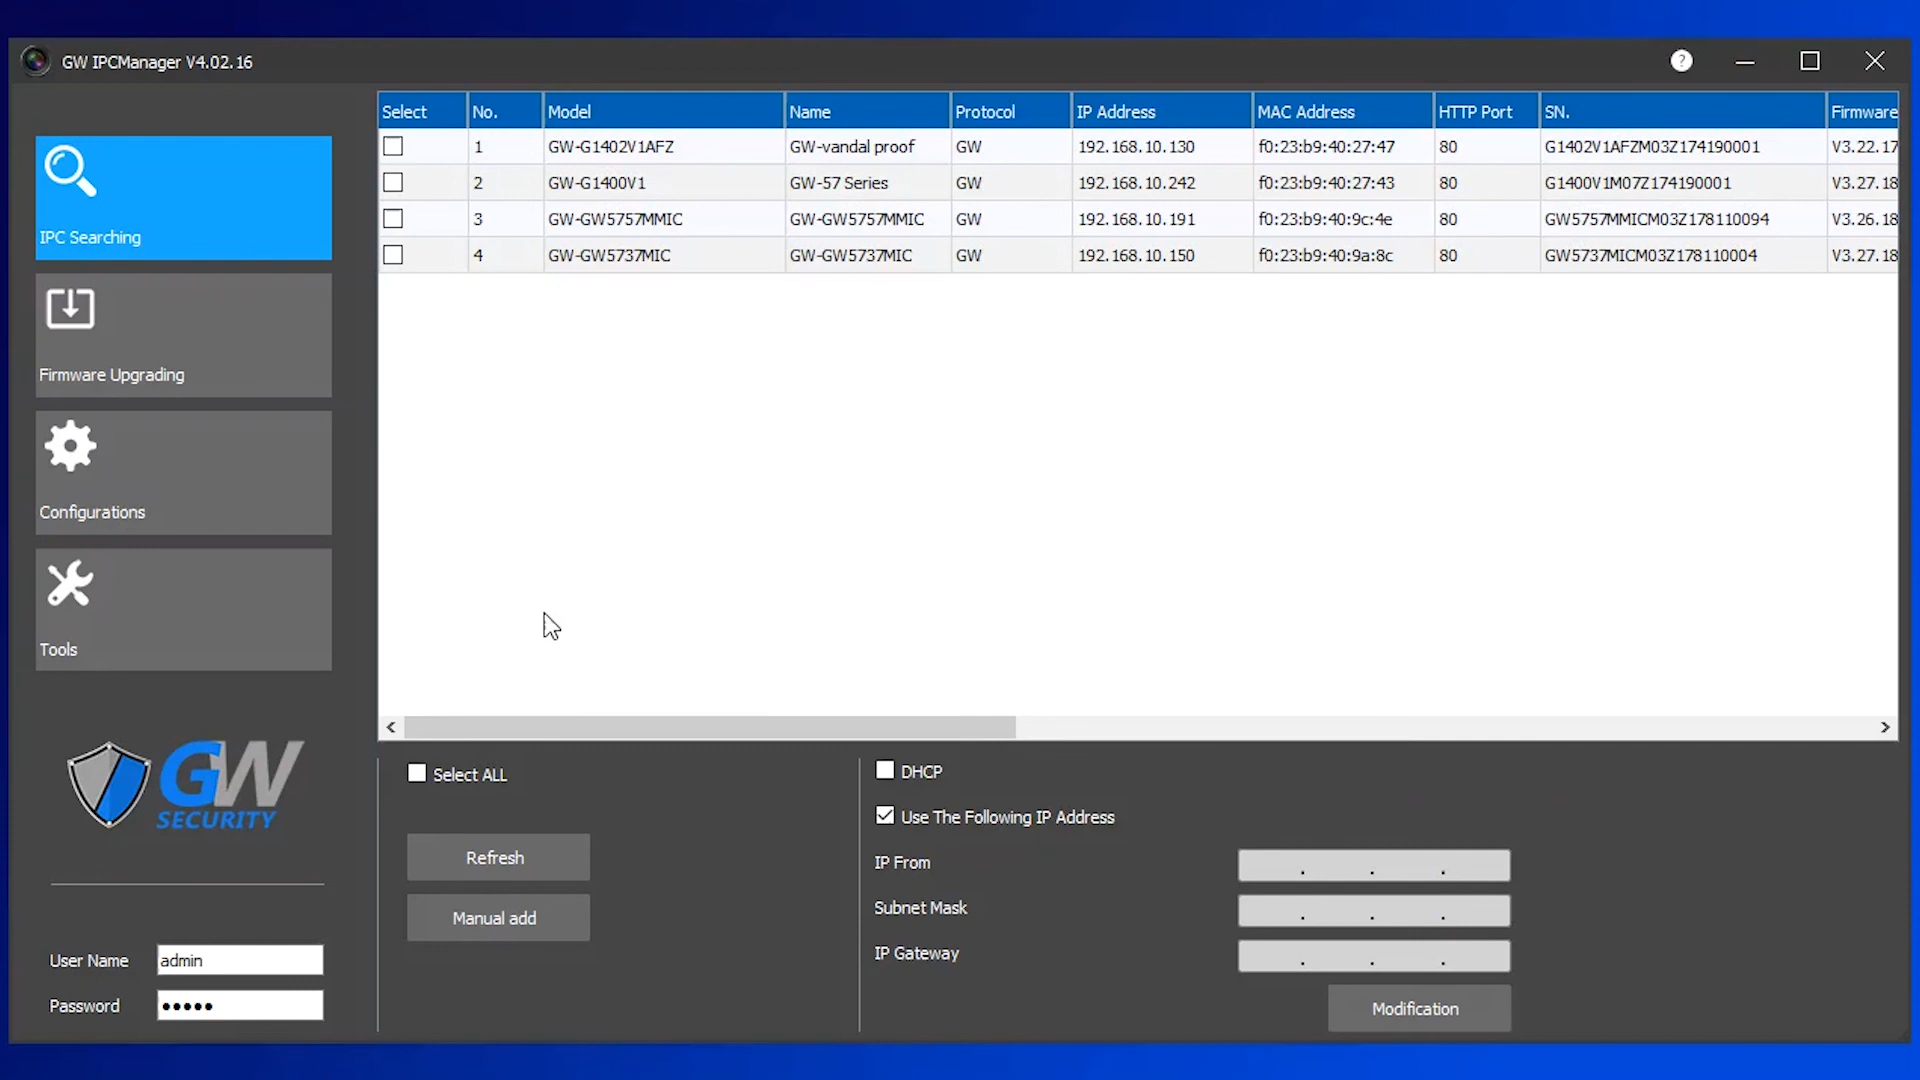 GW IPCManager V4.02.16
?
Select No. Model Name Protocol IP Address MAC Address HTTP Port SN. Firmware
1 GW-G1402V1AFZ GW-vandal proof GW 192.168.10.130 f0:23:b9:40:27:47 80 G1402V1AFZM03Z174190001 V3.22.17
2 GW-G1400V1 GW-57 Series GW 192.168.10.242 f0:23:b9:40:27:43 80 G1400V1M07Z174190001 V3.27.18
3 GW-GW5757MMIC GW-GW5757MMIC GW 192.168.10.191 f0:23:b9:40:9c:4e 80 GW5757MMICM03Z178110094 V3.26.18
4 GW-GW5737MIC GW-GW5737MIC GW 192.168.10.150 f0:23:b9:40:9a:8c 80 GW5737MICM03Z178110004 V3.27.18
IPC Searching
Firmware Upgrading
Configurations
Tools
GW
SECURITY
User Name admin
Password •••••
Select ALL
Refresh
Manual add
DHCP
Use The Following IP Address
IP From . . .
Subnet Mask . . .
IP Gateway . . .
Modification